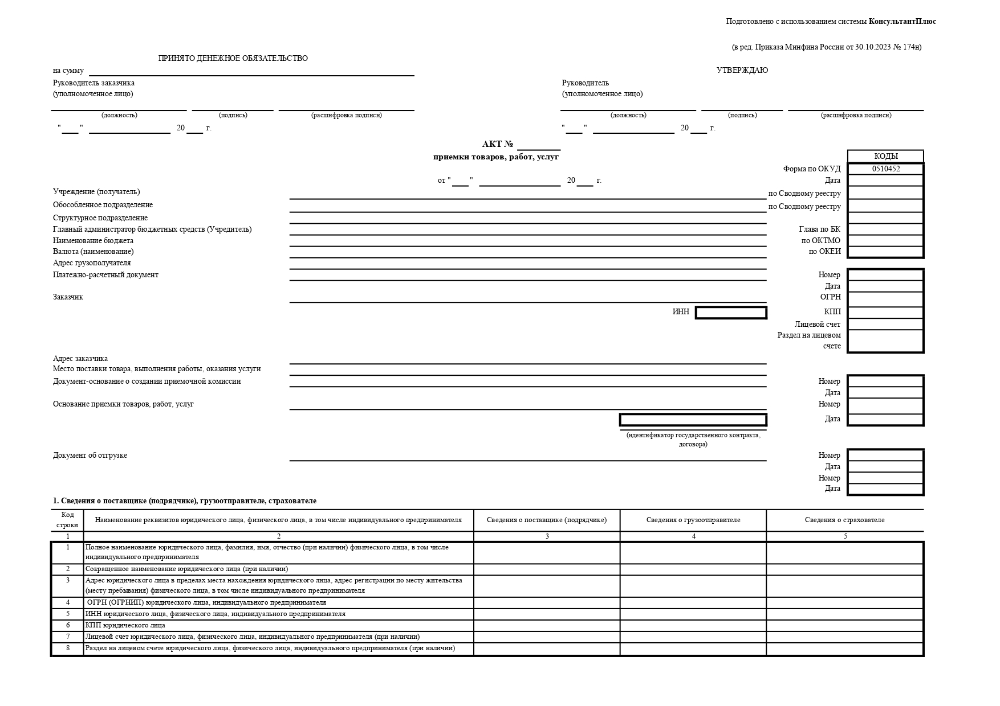 Подготовлено с использованием системы КонсультантПлюс
(в ред. Приказа Минфина России от 30.10.2023 № 174н)
ПРИНЯТО ДЕНЕЖНОЕ ОБЯЗАТЕЛЬСТВО
на сумму
УТВЕРЖДАЮ
Руководитель заказчика
(уполномоченное лицо)
Руководитель
(уполномоченное лицо)
(должность) (подпись) (расшифровка подписи)
(должность) (подпись) (расшифровка подписи)
" " 20 г.
" " 20 г.
АКТ №
приемки товаров, работ, услуг
КОДЫ
Форма по ОКУД 0510452
от " " 20 г.
Дата
Учреждение (получатель) по Сводному реестру
Обособленное подразделение по Сводному реестру
Структурное подразделение
Главный администратор бюджетных средств (Учредитель) Глава по БК
Наименование бюджета по ОКТМО
Валюта (наименование) по ОКЕИ
Адрес грузополучателя
Платежно-расчетный документ Номер
Дата
Заказчик ОГРН
ИНН КПП
Лицевой счет
Раздел на лицевом
счете
Адрес заказчика
Место поставки товара, выполнения работы, оказания услуги
Документ-основание о создании приемочной комиссии Номер
Дата
Основание приемки товаров, работ, услуг Номер
Дата
(идентификатор государственного контракта,
договора)
Документ об отгрузке Номер
Дата
Номер
Дата
1. Сведения о поставщике (подрядчике), грузоотправителе, страхователе
Код
строки
Наименование реквизитов юридического лица, физического лица, в том числе индивидуального предпринимателя
Сведения о поставщике (подрядчике)
Сведения о грузоотправителе
Сведения о страхователе
1 2 3 4 5
1 Полное наименование юридического лица, фамилия, имя, отчество (при наличии) физического лица, в том числе
индивидуального предпринимателя
2 Сокращенное наименование юридического лица (при наличии)
3 Адрес юридического лица в пределах места нахождения юридического лица, адрес регистрации по месту жительства
(месту пребывания) физического лица, в том числе индивидуального предпринимателя
4 ОГРН (ОГРНИП) юридического лица, индивидуального предпринимателя
5 ИНН юридического лица, физического лица, индивидуального предпринимателя
6 КПП юридического лица
7 Лицевой счет юридического лица, физического лица, индивидуального предпринимателя (при наличии)
8 Раздел на лицевом счете юридического лица, физического лица, индивидуального предпринимателя (при наличии)